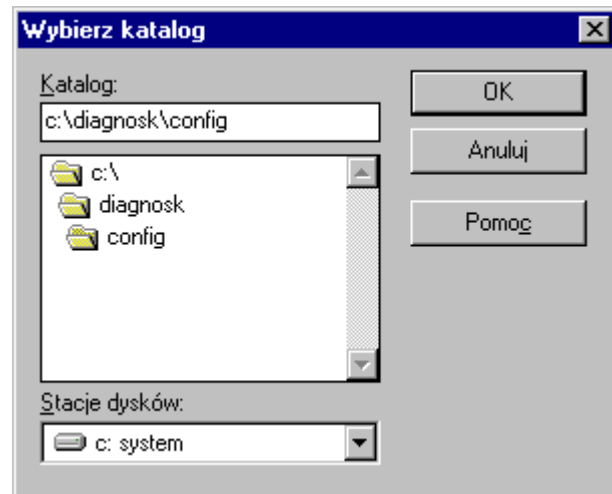 Wybierz katalog
Katalog:
c:\diagnosk\config
c:\
diagnosk
config
Stacje dysków:
c: system
OK
Anuluj
Pomoc